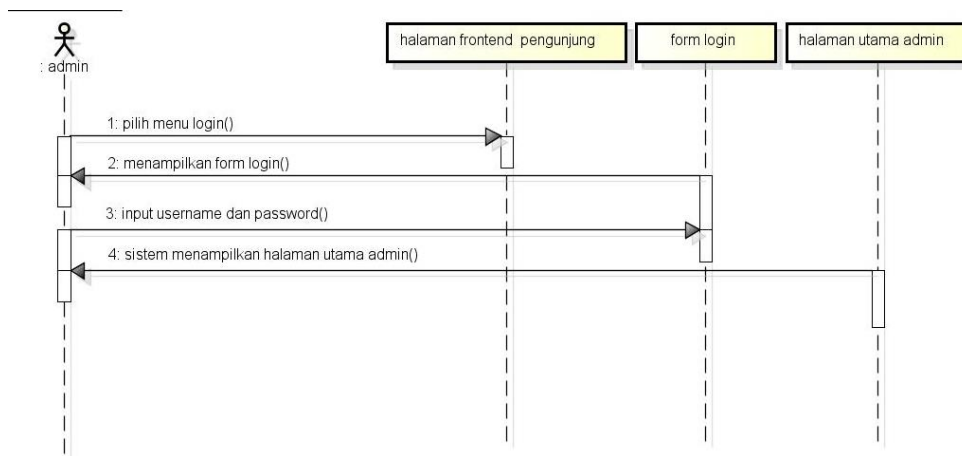 : admin
halaman frontend pengunjung
form login
halaman utama admin
1: pilih menu login()
2: menampilkan form login()
3: input username dan password()
4: sistem menampilkan halaman utama admin()